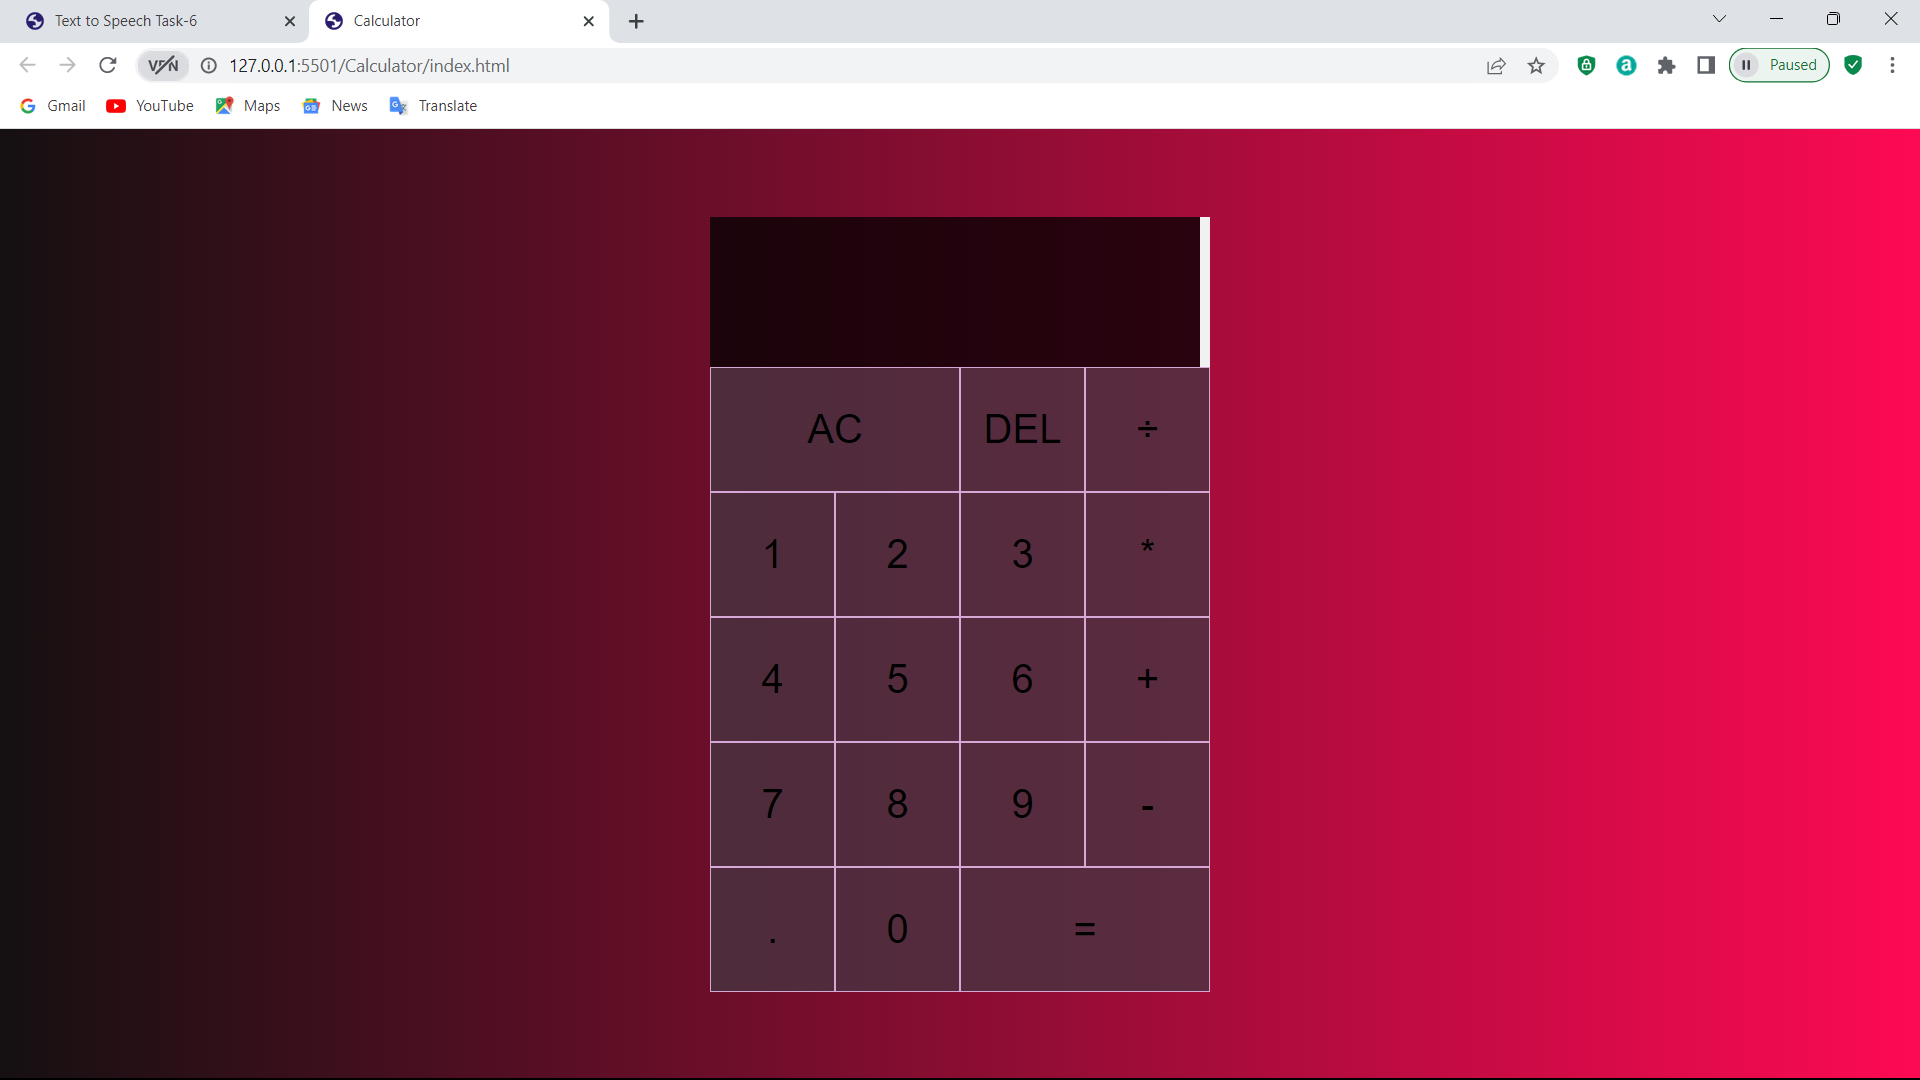 Text to Speech Task-6
Calculator
VPN 127.0.0.1:5501/Calculator/index.html Paused
Gmail YouTube Maps News Translate
AC DEL ÷
1 2 3 *
4 5 6 +
7 8 9 -
. 0 =